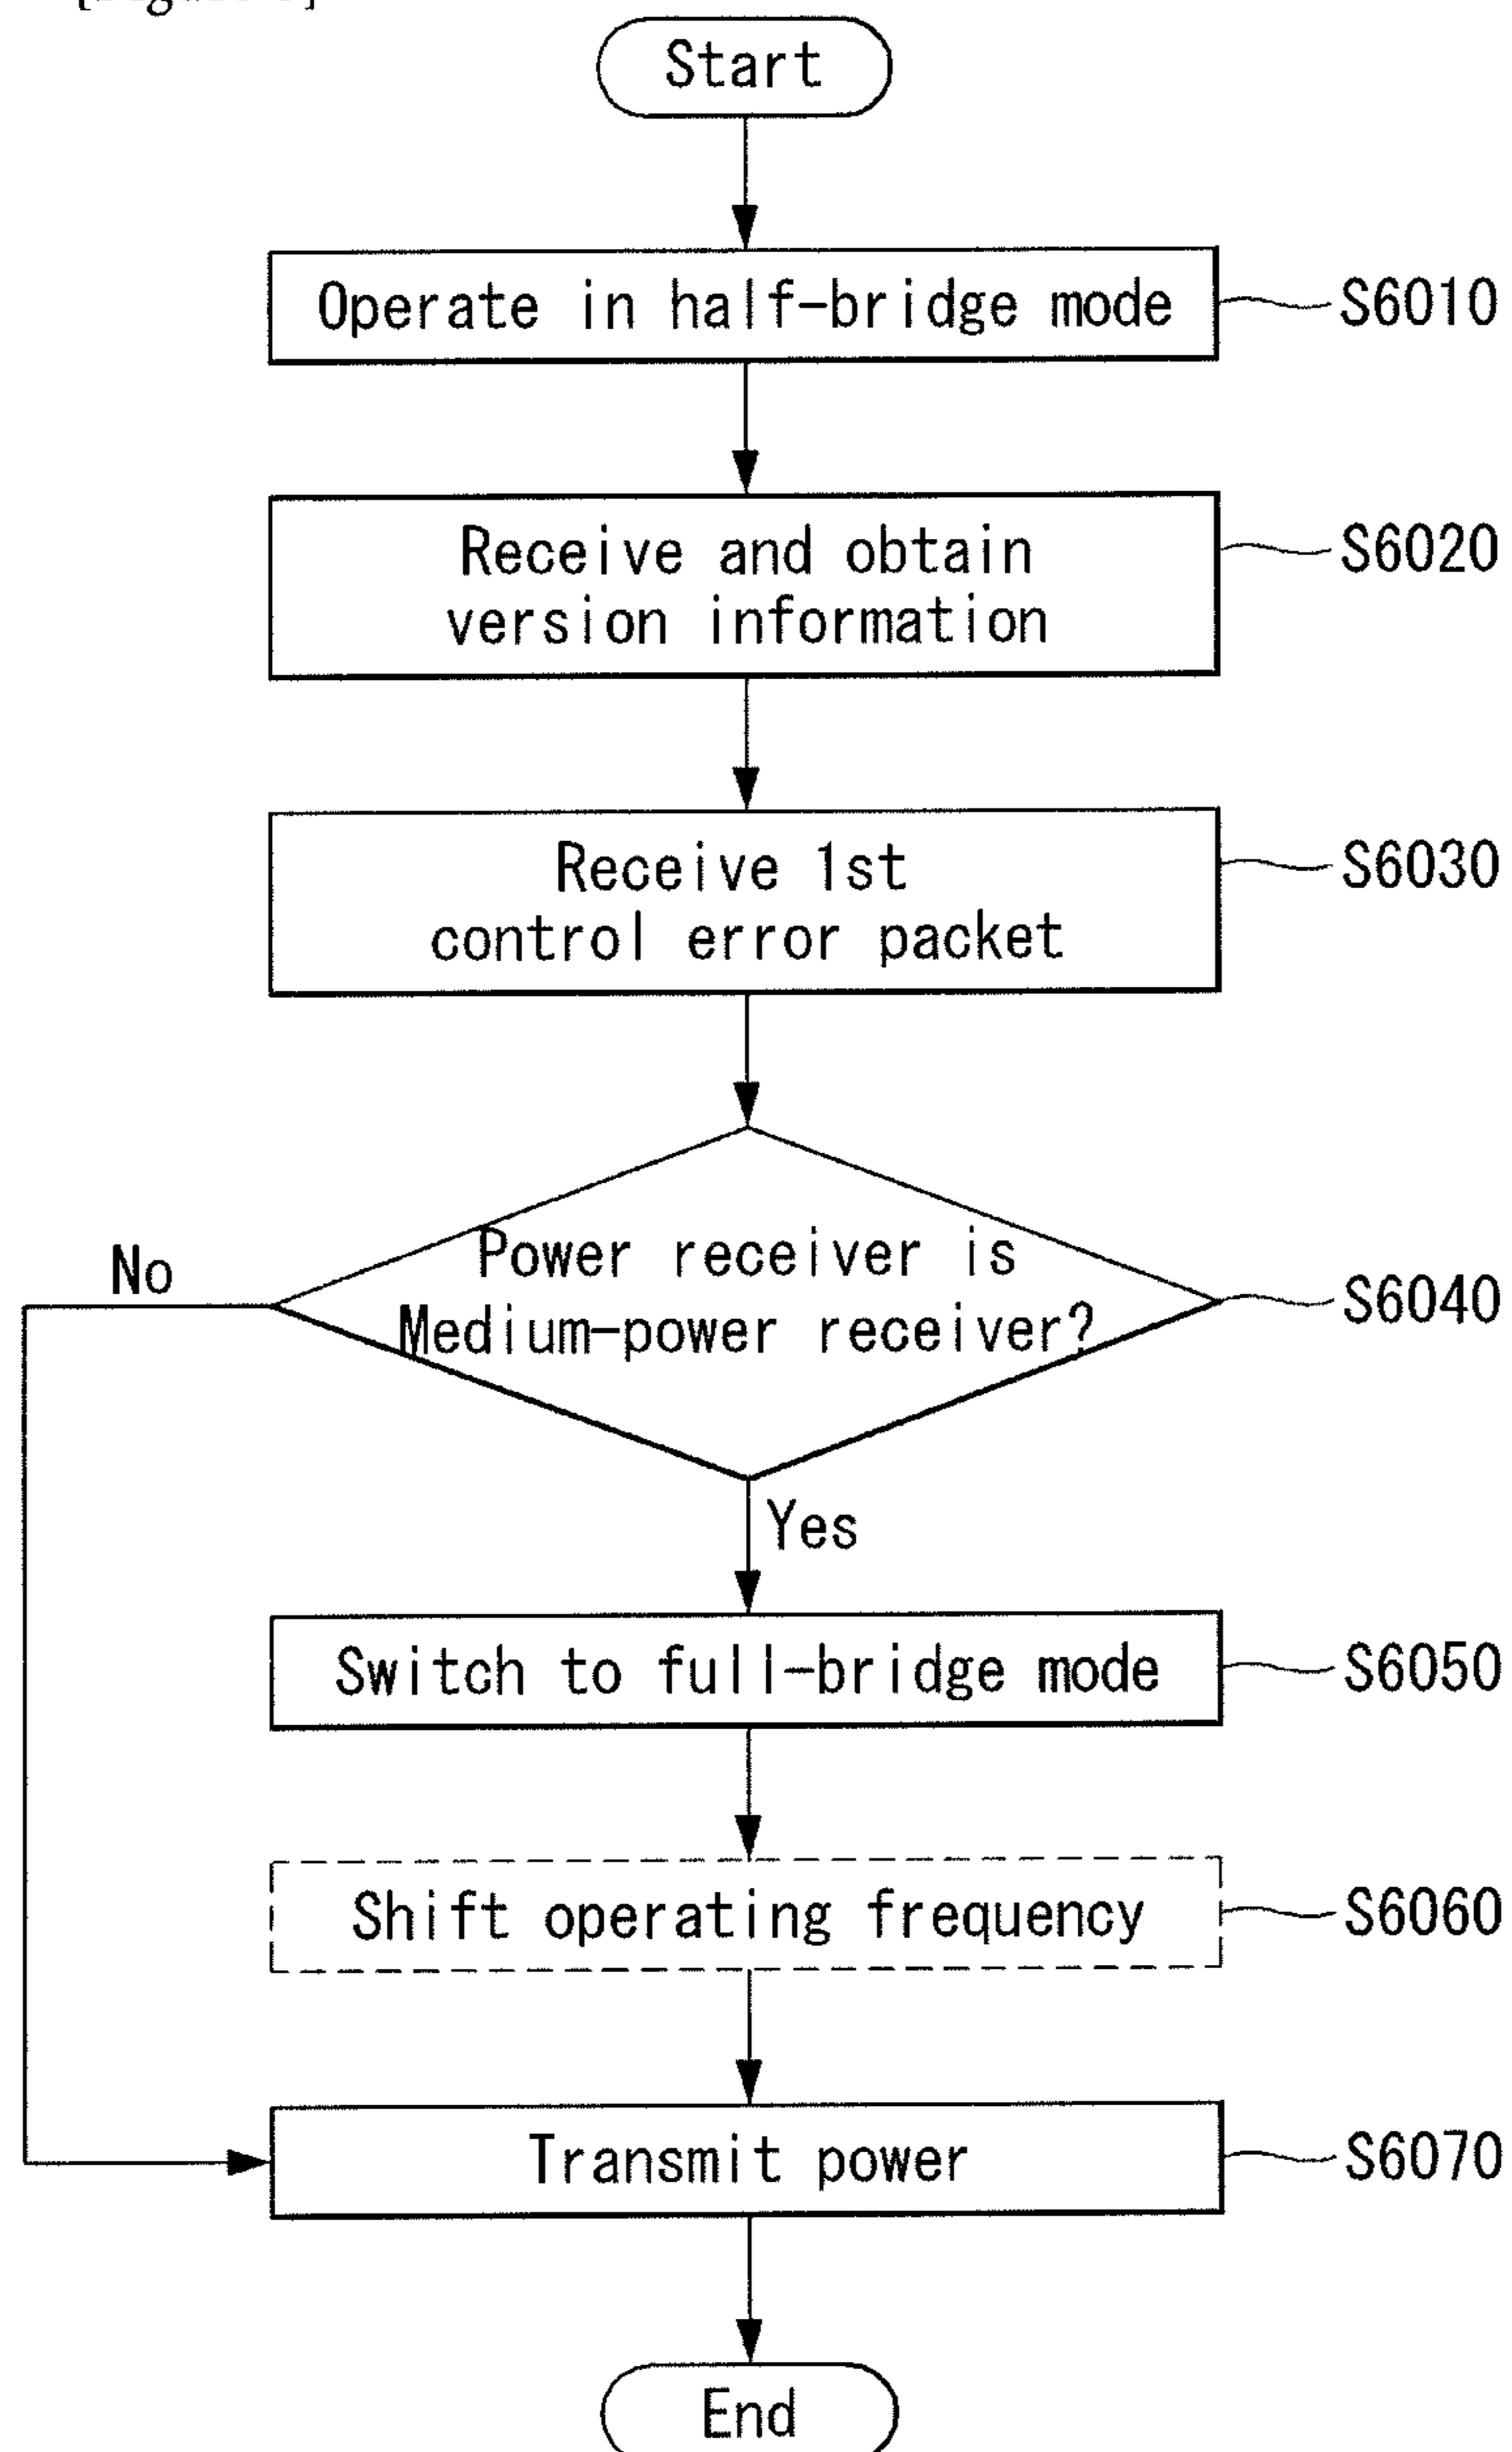 Start
Operate in half-bridge mode
S6010
Receive and obtain
version information
S6020
Receive 1st
control error packet
S6030
Power receiver is
Medium-power receiver?
S6040
No
Yes
Switch to full-bridge mode
S6050
Shift operating frequency
S6060
Transmit power
S6070
End